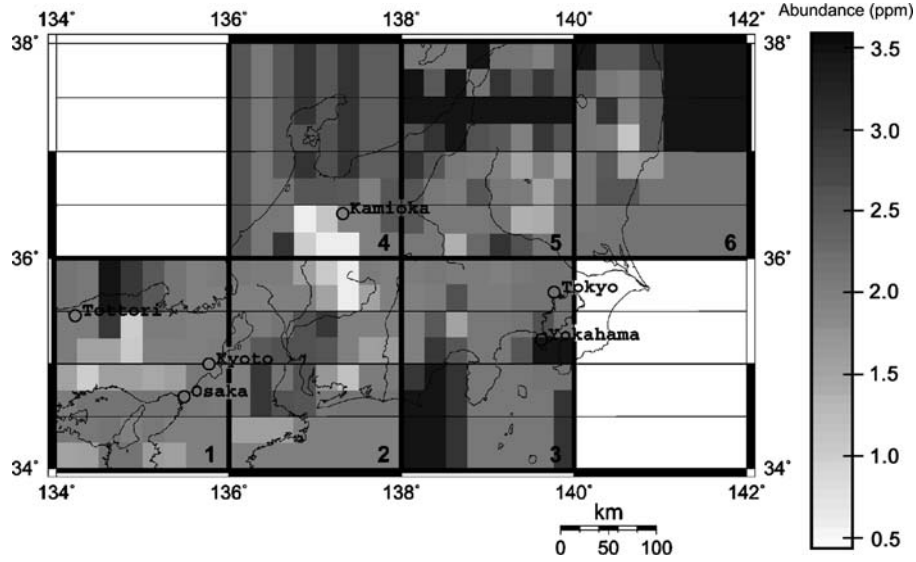 134° 136° 138° 140° 142° Abundance (ppm)
38° 38°
3.5
3.0
2.5
Kamioka
2.0
36° 4 5 6 36°
Tokyo
Tottori
Yokahama
1.5
Kyoto
Osaka
1.0
1 2 3
34° 34°
134° 136° 138° 140° 142°
0.5
km
0 50 100